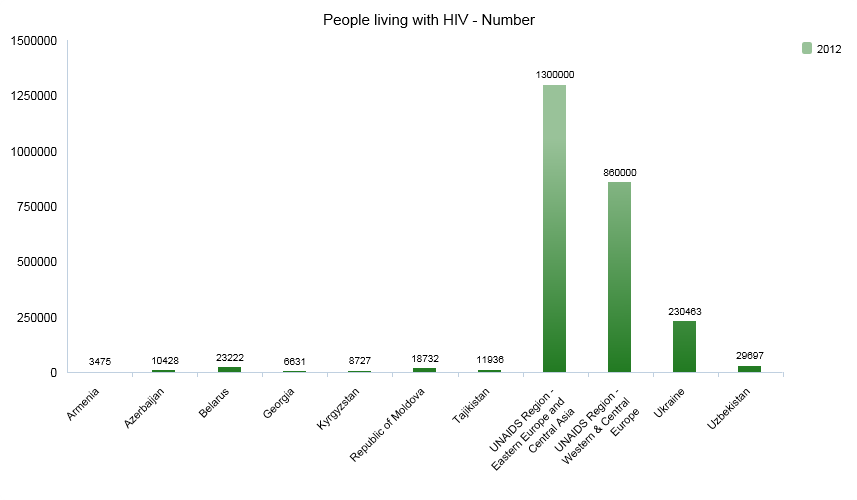 People living with HIV - Number
2012
1500000
1250000
1000000
750000
500000
250000
0
3475
10428
23222
6631
8727
18732
11936
1300000
860000
230463
29697
Armenia
Azerbaijan
Belarus
Georgia
Kyrgyzstan
Republic of Moldova
Tajikistan
UNAIDS Region -
Eastern Europe and
Central Asia
UNAIDS Region -
Western & Central
Europe
Ukraine
Uzbekistan